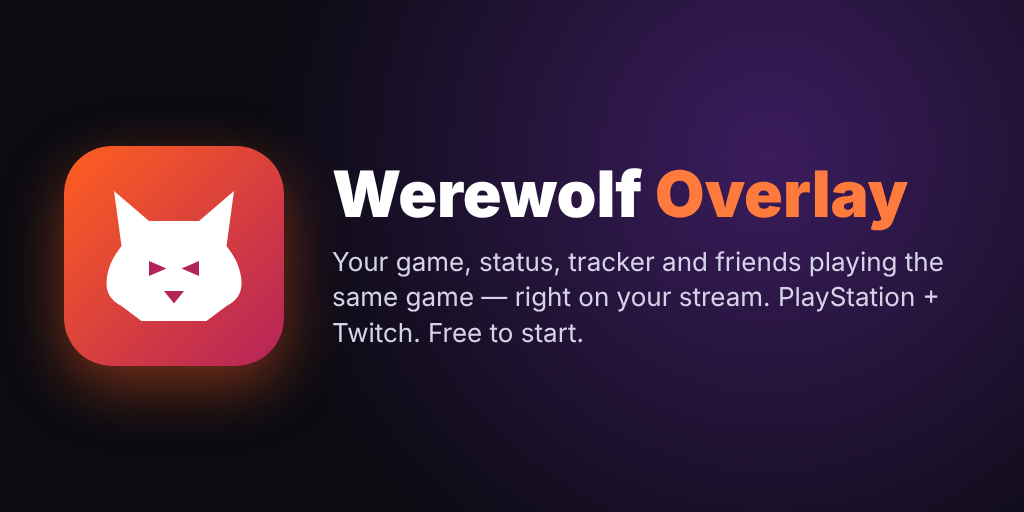 Werewolf Overlay
Your game, status, tracker and friends playing the
same game — right on your stream. PlayStation +
Twitch. Free to start.